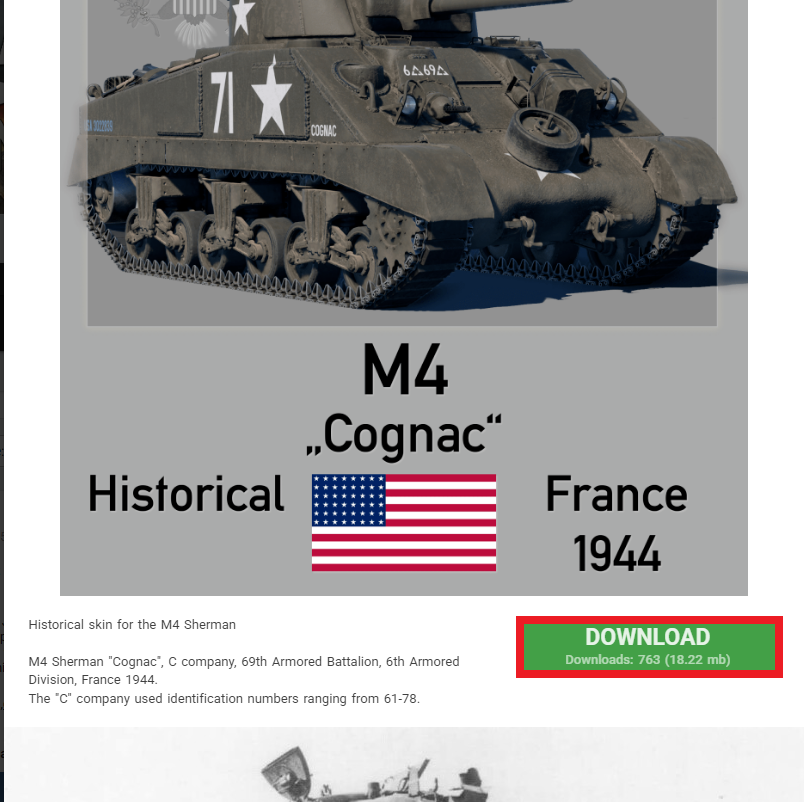 71
COGNAC
6△69△
M4
„Cognac“
Historical
France
1944
Historical skin for the M4 Sherman
DOWNLOAD
Downloads: 763 (18.22 mb)
M4 Sherman "Cognac", C company, 69th Armored Battalion, 6th Armored
Division, France 1944.
The "C" company used identification numbers ranging from 61-78.